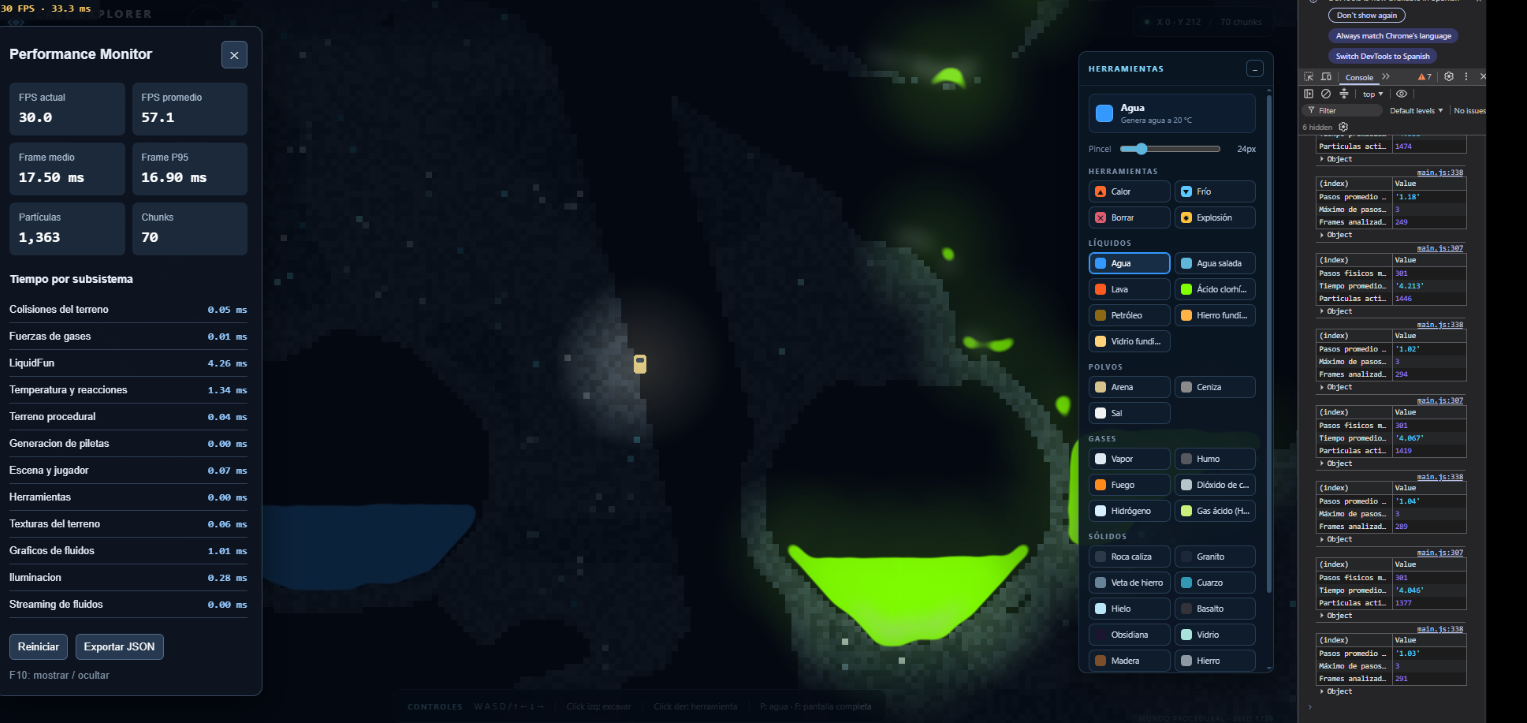 30 FPS · 33.3 ms
PLORER
Performance Monitor
×
FPS actual
30.0
FPS promedio
57.1
Frame medio
17.50 ms
Frame P95
16.90 ms
Partículas
1,363
Chunks
70
Tiempo por subsistema
Colisiones del terreno 0.05 ms
Fuerzas de gases 0.01 ms
LiquidFun 4.26 ms
Temperatura y reacciones 1.34 ms
Terreno procedural 0.04 ms
Generacion de piletas 0.00 ms
Escena y jugador 0.07 ms
Herramientas 0.00 ms
Texturas del terreno 0.06 ms
Graficos de fluidos 1.01 ms
Iluminacion 0.28 ms
Streaming de fluidos 0.00 ms
Reiniciar
Exportar JSON
F10: mostrar / ocultar
X 0 · Y 212 / 70 chunks
CONTROLES WASD/↑←↓→ Click izq: excavar Click der: herramienta P: agua · F: pantalla completa
HERRAMIENTAS
Agua
Genera agua a 20 °C
Pincel 24px
HERRAMIENTAS
Calor
Frío
Borrar
Explosión
LÍQUIDOS
Agua
Agua salada
Lava
Ácido clorhí...
Petróleo
Hierro fundi...
Vidrio fundi...
POLVOS
Arena
Ceniza
Sal
GASES
Vapor
Humo
Fuego
Dióxido de c...
Hidrógeno
Gas ácido (H...
SÓLIDOS
Roca caliza
Granito
Veta de hierro
Cuarzo
Hielo
Basalto
Obsidiana
Vidrio
Madera
Hierro
Don't show again
Always match Chrome's language
Switch DevTools to Spanish
Console
7
top
Filter
Default levels
No issues
6 hidden
Partículas acti… 1474
Object
main.js:338
(index) Value
Pasos promedio … '1.18'
Máximo de pasos… 3
Frames analizad… 249
Object
main.js:307
(index) Value
Pasos físicos m… 301
Tiempo promedio… '4.213'
Partículas acti… 1446
Object
main.js:338
(index) Value
Pasos promedio … '1.02'
Máximo de pasos… 3
Frames analizad… 294
Object
main.js:307
(index) Value
Pasos físicos m… 301
Tiempo promedio… '4.067'
Partículas acti… 1419
Object
main.js:338
(index) Value
Pasos promedio … '1.04'
Máximo de pasos… 3
Frames analizad… 289
Object
main.js:307
(index) Value
Pasos físicos m… 301
Tiempo promedio… '4.046'
Partículas acti… 1377
Object
main.js:338
(index) Value
Pasos promedio … '1.03'
Máximo de pasos… 3
Frames analizad… 291
Object